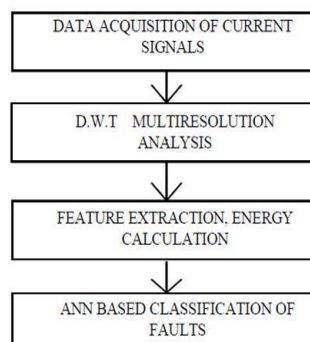 DATA ACQUISITION OF CURRENT
SIGNALS
D.W.T MULTIRESOLUTION
ANALYSIS
FEATURE EXTRACTION, ENERGY
CALCULATION
ANN BASED CLASSIFICATION OF
FAULTS